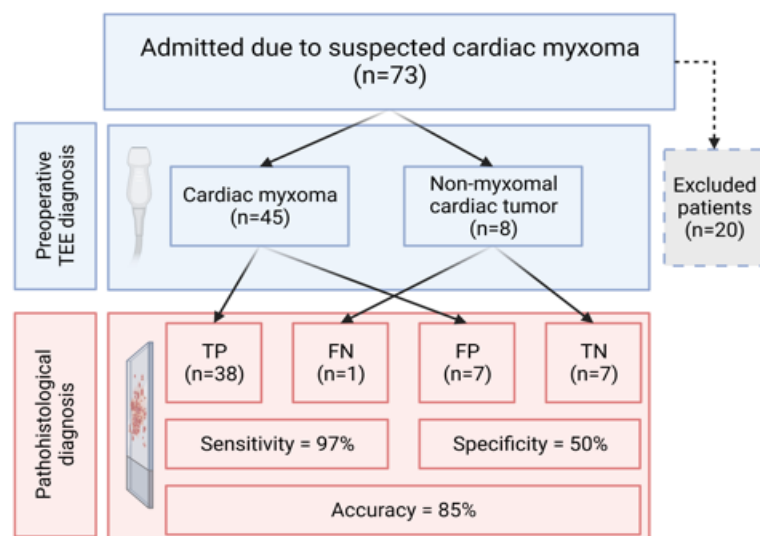 Admitted due to suspected cardiac myxoma
(n=73)
Preoperative
TEE diagnosis
Cardiac myxoma
(n=45)
Non-myxomal
cardiac tumor
(n=8)
Excluded
patients
(n=20)
Pathohistological
diagnosis
TP
(n=38)
FN
(n=1)
FP
(n=7)
TN
(n=7)
Sensitivity = 97%
Specificity = 50%
Accuracy = 85%